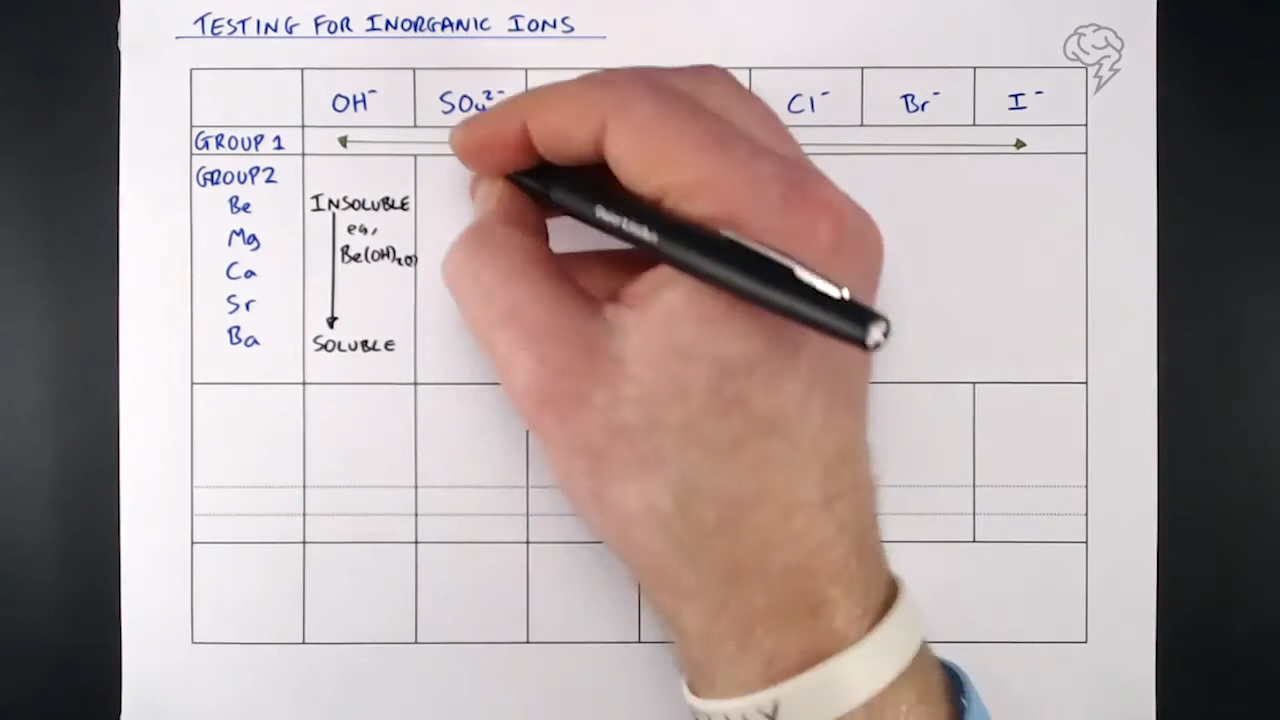 TESTING FOR INORGANIC IONS
OH⁻ SO₄²⁻ Cl⁻ Br⁻ I⁻
GROUP 1
GROUP 2
Be INSOLUBLE
eg,
Mg
Be(OH)₂(s)
Ca
Sr
Ba SOLUBLE